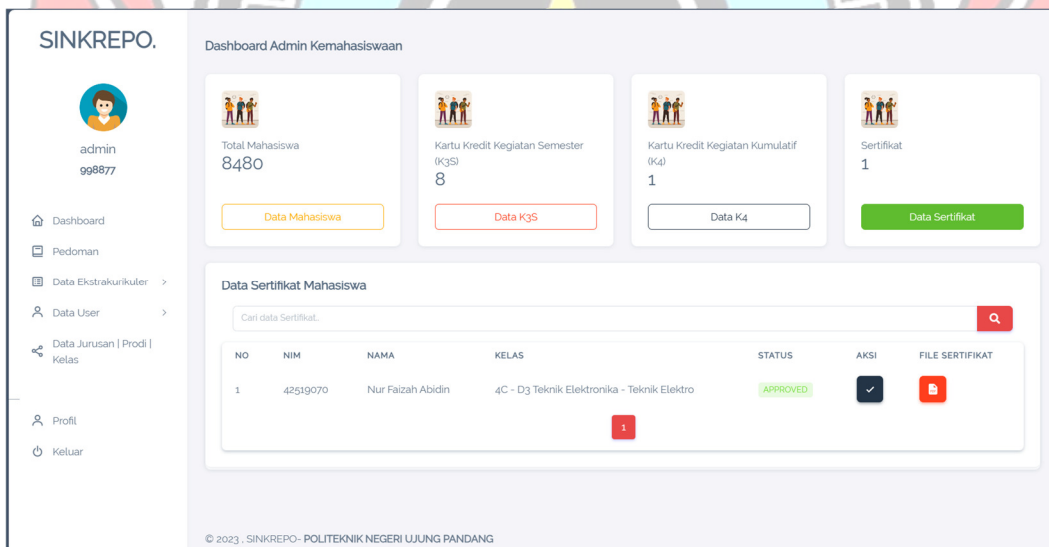 SINKREPO.
admin
998877
Dashboard
Pedoman
Data Ekstrakurikuler >
Data User >
Data Jurusan | Prodi |
Kelas
Profil
Keluar
Dashboard Admin Kemahasiswaan
Total Mahasiswa
8480
Data Mahasiswa
Kartu Kredit Kegiatan Semester
(K3S)
8
Data K3S
Kartu Kredit Kegiatan Kumulatif
(K4)
1
Data K4
Sertifikat
1
Data Sertifikat
Data Sertifikat Mahasiswa
Cari data Sertifikat..
NO NIM NAMA KELAS STATUS AKSI FILE SERTIFIKAT
1 42519070 Nur Faizah Abidin 4C - D3 Teknik Elektronika - Teknik Elektro APPROVED
1
© 2023 , SINKREPO- POLITEKNIK NEGERI UJUNG PANDANG